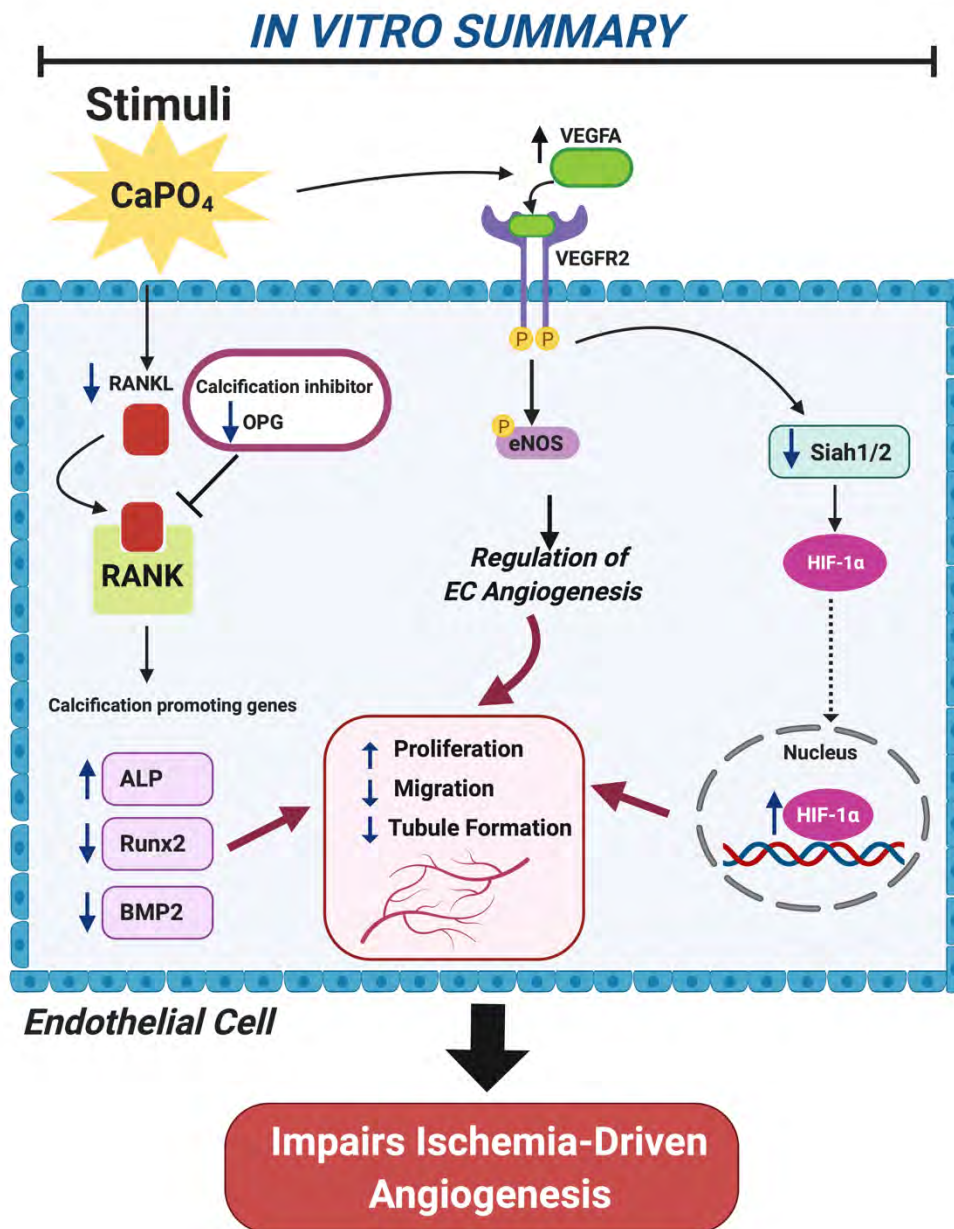 IN VITRO SUMMARY
Stimuli
CaPO₄
VEGFA
VEGFR2
P P
RANKL
Calcification inhibitor
OPG
P
eNOS
Siah1/2
RANK
Regulation of
EC Angiogenesis
HIF-1α
Calcification promoting genes
ALP
Runx2
BMP2
Proliferation
Migration
Tubule Formation
Nucleus
HIF-1α
Endothelial Cell
Impairs Ischemia-Driven
Angiogenesis